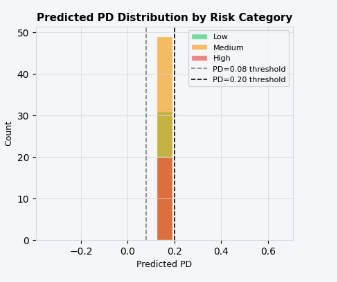 Predicted PD Distribution by Risk Category
50
40
30
20
10
0
Count
Low
Medium
High
PD=0.08 threshold
PD=0.20 threshold
−0.2
0.0
0.2
0.4
0.6
Predicted PD